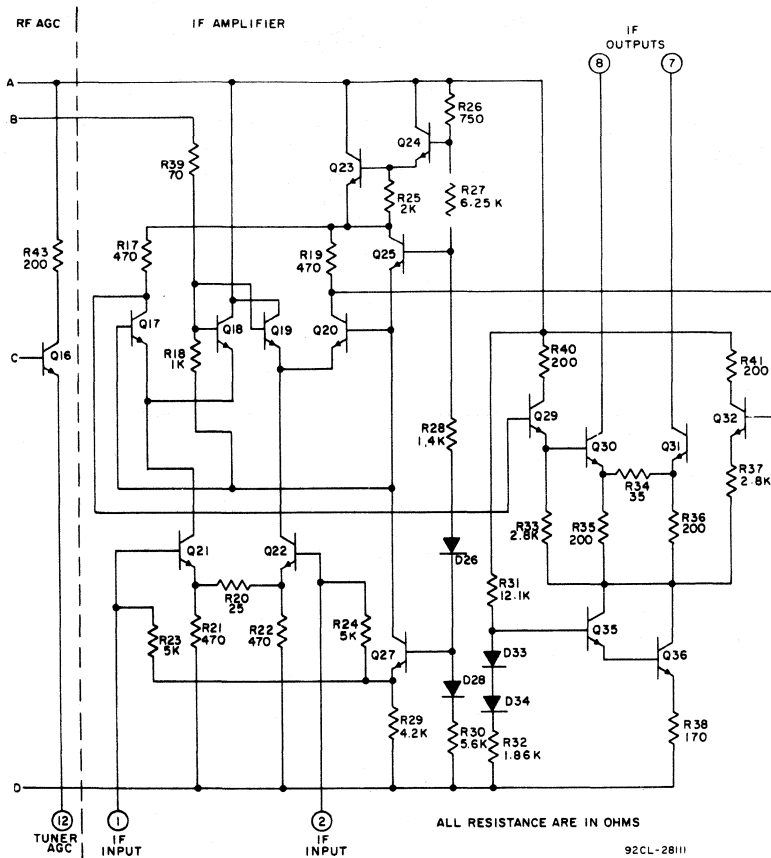 RF AGC
IF AMPLIFIER
IF
OUTPUTS
8
7
A
B
R26
750
Q24
Q23
R39
70
R25
2K
R27
6.25 K
R17
470
R19
470
Q25
R43
200
Q17
Q18
Q19
Q20
C
Q16
R18
1K
R40
200
R41
200
Q29
Q30
Q31
Q32
R28
1.4K
R34
35
R37
2.8K
R33
2.8K
R35
200
R36
200
Q21
Q22
D26
R20
25
R31
12.1K
R23
5K
R21
470
R22
470
R24
5K
Q27
Q35
Q36
D33
D28
D34
R29
4.2K
R30
5.6K
R32
1.86K
R38
170
D
12
1
2
TUNER
AGC
IF
INPUT
IF
INPUT
ALL RESISTANCE ARE IN OHMS
92CL-28111